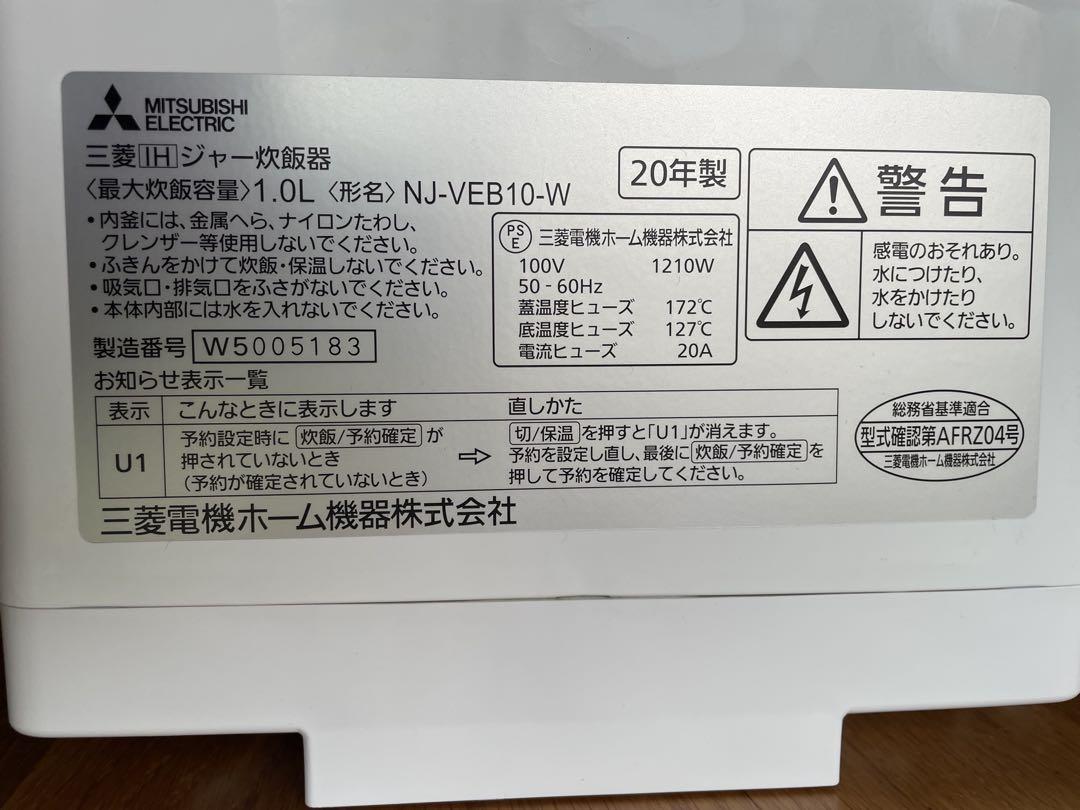 MITSUBISHI
ELECTRIC
三菱IHジャー炊飯器
〈最大炊飯容量〉1.0L 〈形名〉 NJ-VEB10-W
20年製
・内釜には、金属へら、ナイロンたわし、
クレンザー等使用しないでください。
・ふきんをかけて炊飯・保温しないでください。
・吸気口・排気口をふさがないでください。
・本体内部には水を入れないでください。
製造番号 W5005183
PS
E 三菱電機ホーム機器株式会社
100V 1210W
50-60Hz
蓋温度ヒューズ 172℃
底温度ヒューズ 127℃
電流ヒューズ 20A
警告
感電のおそれあり。
水につけたり、
水をかけたり
しないでください。
お知らせ表示一覧
表示 こんなときに表示します 直しかた
U1
予約設定時に 炊飯/予約確定 が
押されていないとき
(予約が確定されていないとき)
⇨
切/保温 を押すと「U1」が消えます。
予約を設定し直し、最後に 炊飯/予約確定 を
押して予約を確定してください。
総務省基準適合
型式確認第AFRZ04号
三菱電機ホーム機器株式会社
三菱電機ホーム機器株式会社